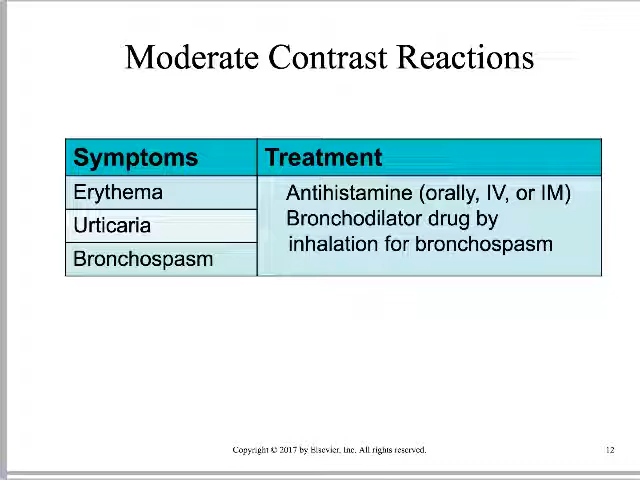 Moderate Contrast Reactions
Symptoms
Treatment
Erythema
Urticaria
Bronchospasm
Antihistamine (orally, IV, or IM)
Bronchodilator drug by
inhalation for bronchospasm
Copyright © 2017 by Elsevier, Inc. All rights reserved.
12